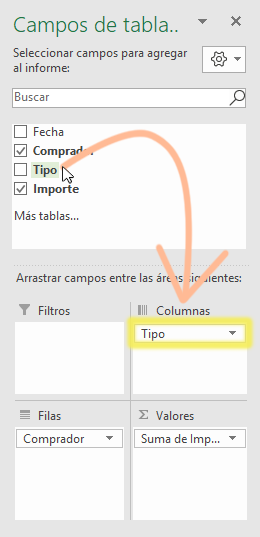 Campos de tabla..
Seleccionar campos para agregar
al informe:
Buscar
Fecha
Comprador
Tipo
Importe
Más tablas...
Arrastrar campos entre las áreas siguientes:
Filtros
Columnas
Tipo
Filas
Valores
Comprador
Suma de Imp...